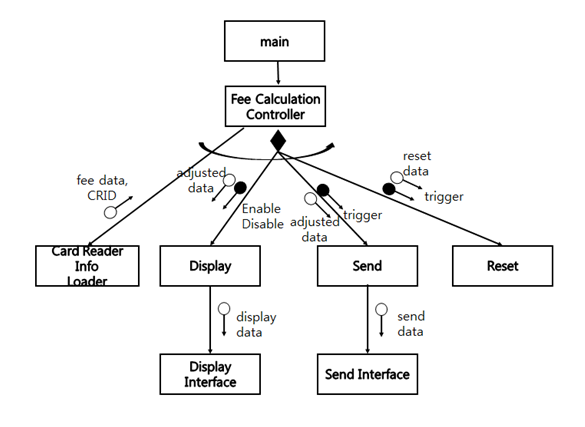 main
Fee Calculation
Controller
reset
data
trigger
adjusted
data
fee data,
CRID
Enable
Disable
adjusted
data
trigger
Card Reader
Info
Loader
Display
Send
Reset
display
data
send
data
Display
Interface
Send Interface